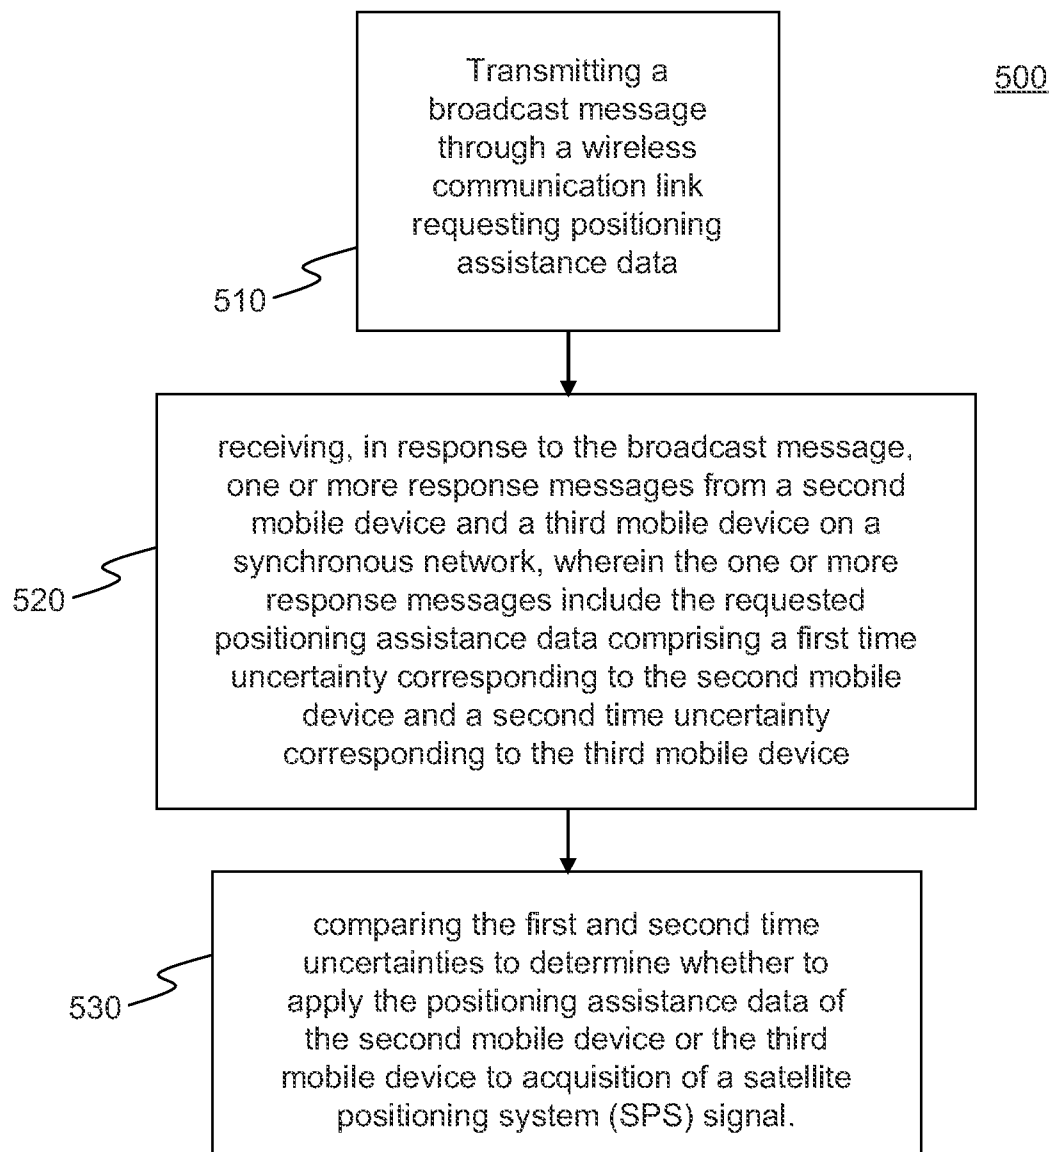 500
Transmitting a
broadcast message
through a wireless
communication link
requesting positioning
assistance data
510
receiving, in response to the broadcast message,
one or more response messages from a second
mobile device and a third mobile device on a
synchronous network, wherein the one or more
response messages include the requested
positioning assistance data comprising a first time
uncertainty corresponding to the second mobile
device and a second time uncertainty
corresponding to the third mobile device
520
comparing the first and second time
uncertainties to determine whether to
apply the positioning assistance data of
the second mobile device or the third
mobile device to acquisition of a satellite
positioning system (SPS) signal.
530